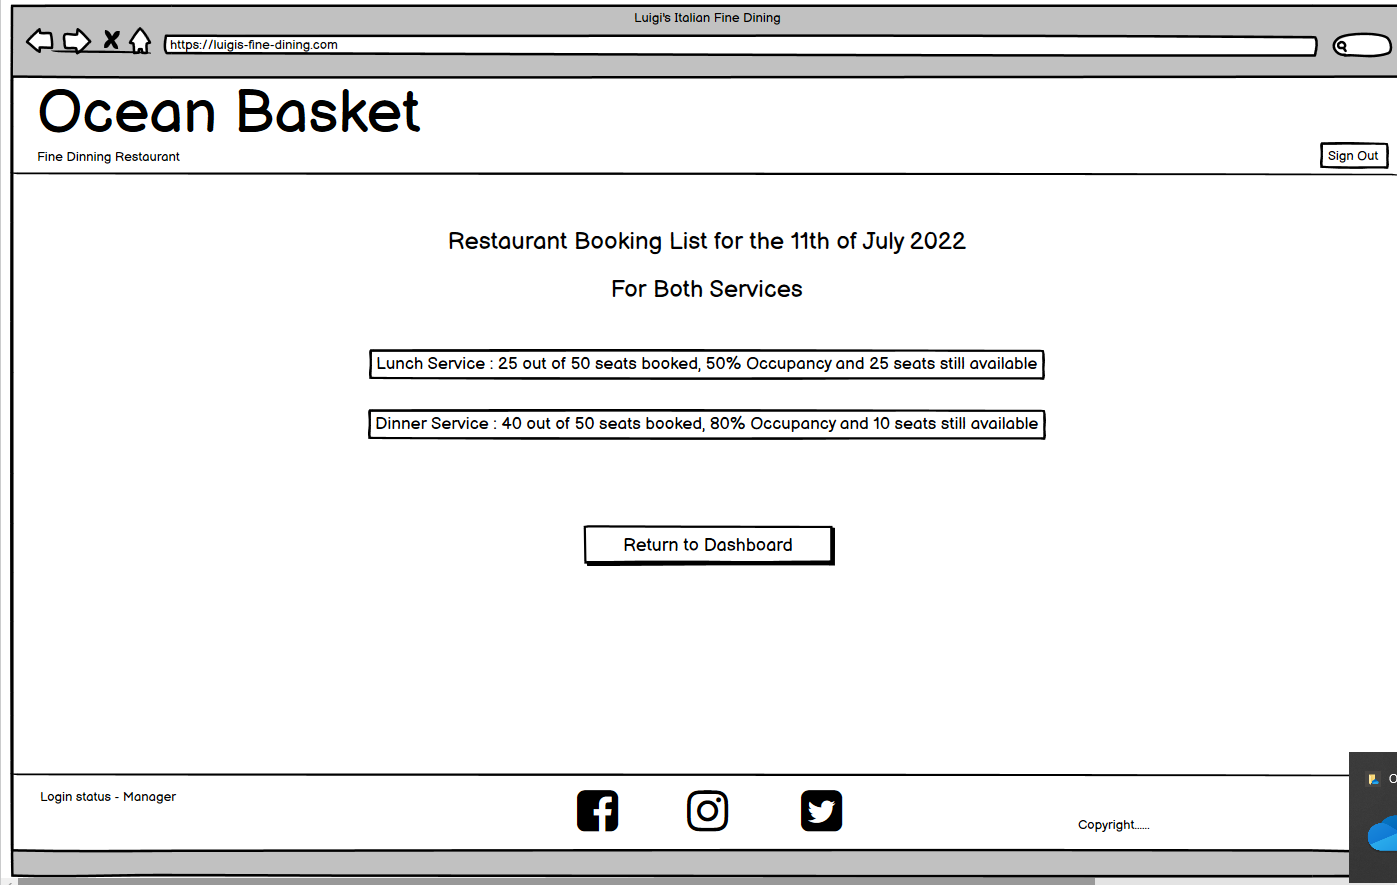 Luigi's Italian Fine Dining
https://luigis-fine-dining.com
Ocean Basket
Fine Dinning Restaurant
Sign Out
Restaurant Booking List for the 11th of July 2022
For Both Services
Lunch Service : 25 out of 50 seats booked, 50% Occupancy and 25 seats still available
Dinner Service : 40 out of 50 seats booked, 80% Occupancy and 10 seats still available
Return to Dashboard
Login status - Manager
Copyright......